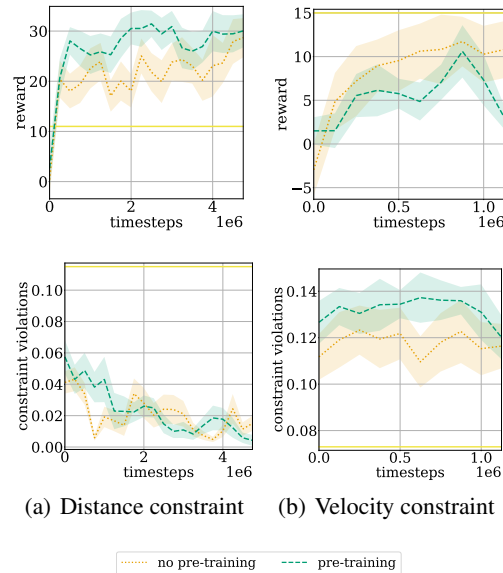 30
20
10
0
reward
0
2
4
timesteps
1e6
15
10
5
0
−5
reward
0.0
0.5
1.0
timesteps
1e6
0.10
0.08
0.06
0.04
0.02
0.00
constraint violations
0
2
4
timesteps
1e6
0.14
0.12
0.10
0.08
constraint violations
0.0
0.5
1.0
timesteps
1e6
(a) Distance constraint
(b) Velocity constraint
no pre-training
pre-training